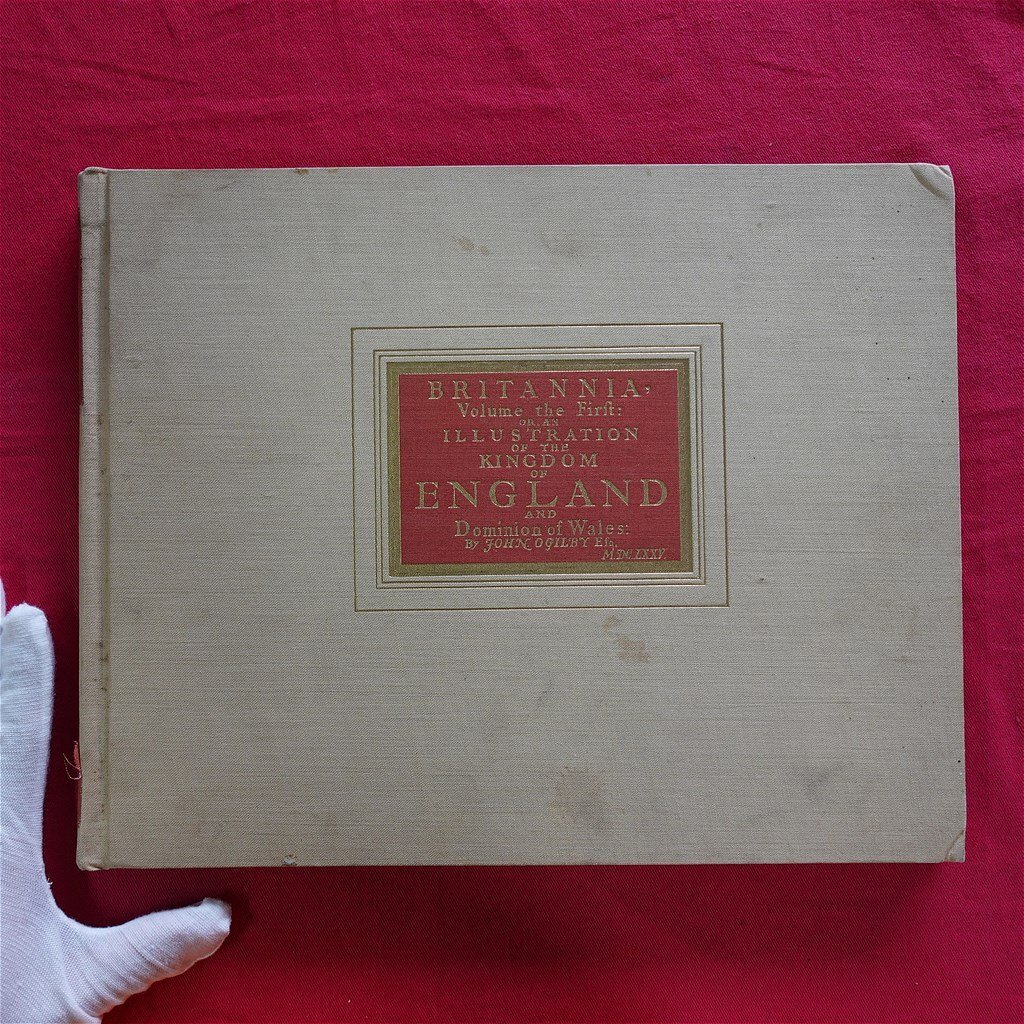 BRITANNIA,
Volume the Firſt:
OR, AN
ILLUSTRATION
OF THE
KINGDOM
OF
ENGLAND
AND
Dominion of Wales:
By JOHN OGILBY Eſq;
MDCLXXV.